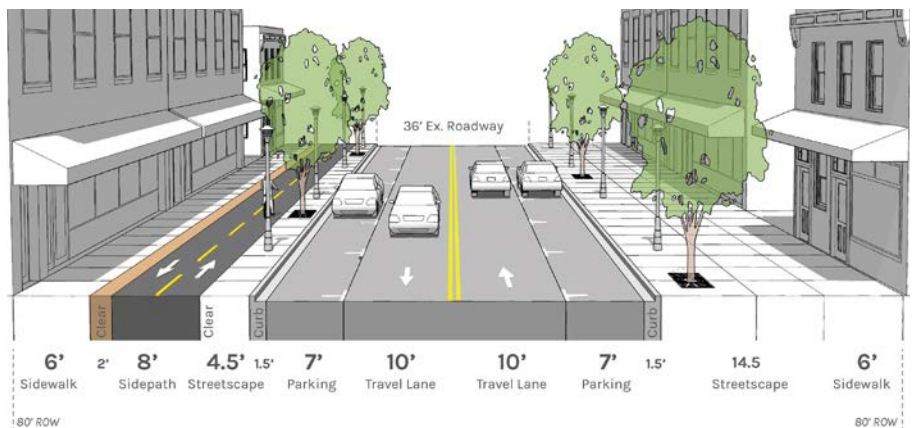 36' Ex. Roadway
Clear
Clear
Curb
Curb
6' 2' 8' 4.5' 1.5' 7' 10' 10' 7' 1.5' 14.5 6'
Sidewalk Sidepath Streetscape Parking Travel Lane Travel Lane Parking Streetscape Sidewalk
80' ROW 80' ROW